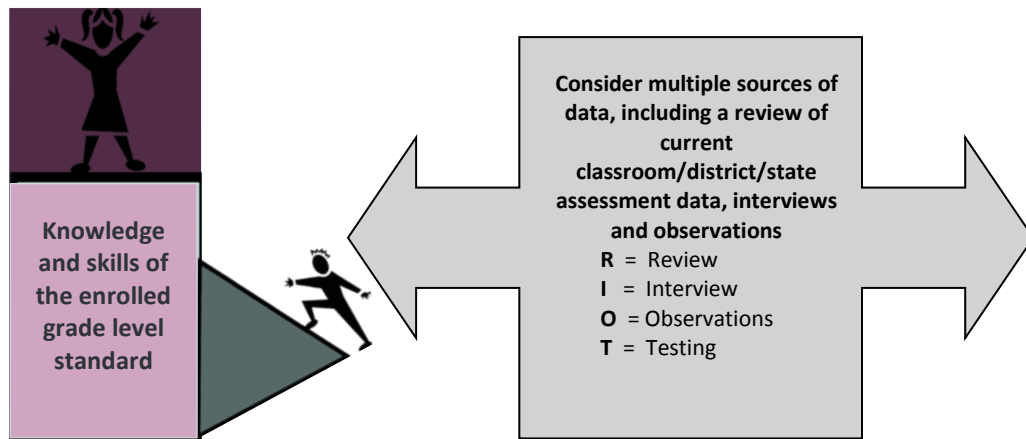 Knowledge
and skills of
the enrolled
grade level
standard
Consider multiple sources of
data, including a review of
current
classroom/district/state
assessment data, interviews
and observations
R = Review
I = Interview
O = Observations
T = Testing